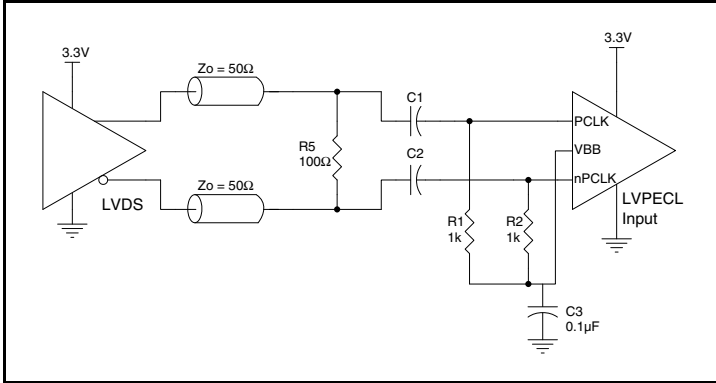 3.3V
3.3V
Zo = 50Ω
C1
PCLK
R5
100Ω
VBB
C2
nPCLK
Zo = 50Ω
LVDS
LVPECL
Input
R1
1k
R2
1k
C3
0.1µF